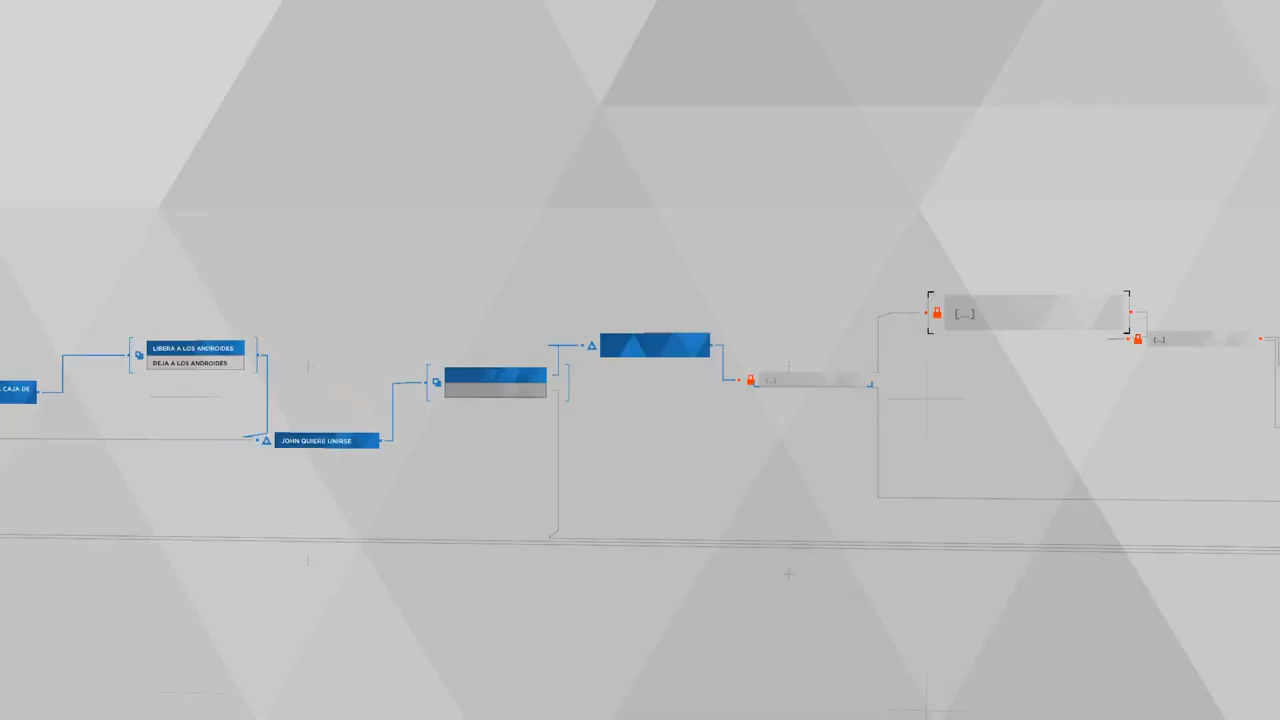 CAJA DE
LIBERA A LOS ANDROIDES
DEJA A LOS ANDROIDES
JOHN QUIERE UNIRSE
[...]
[...]
[...]